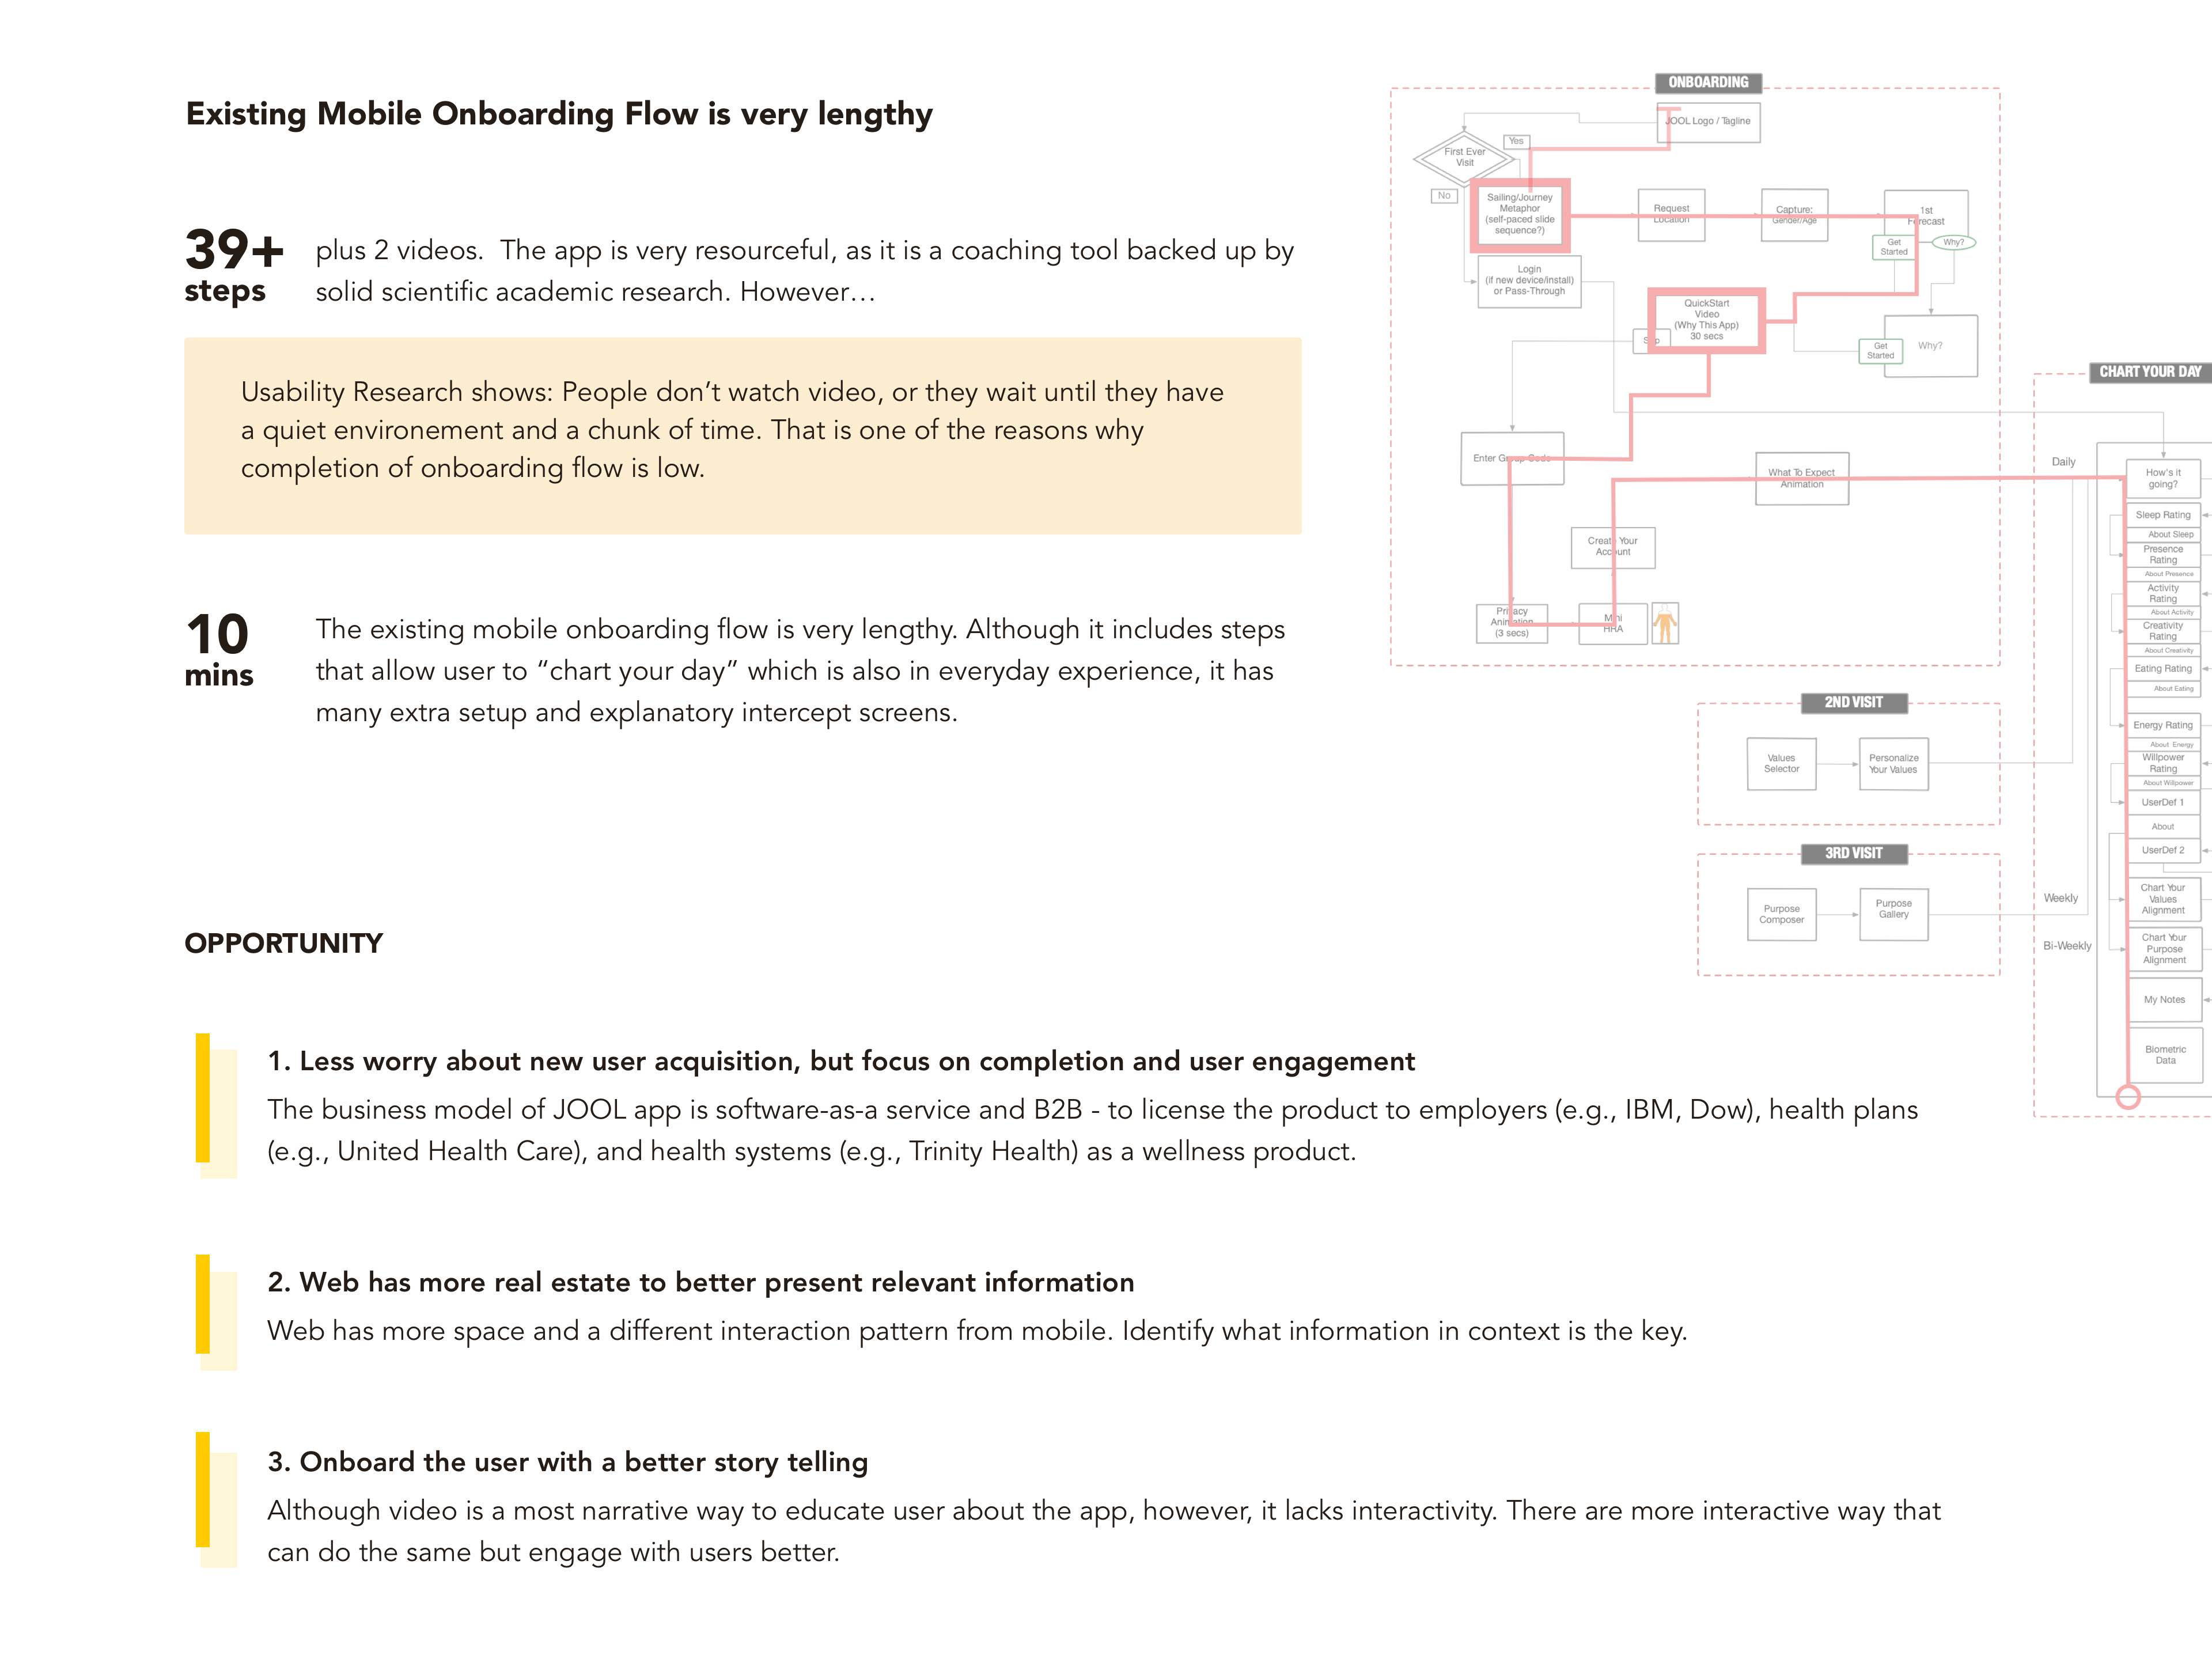 Existing Mobile Onboarding Flow is very lengthy
39+
steps
plus 2 videos.  The app is very resourceful, as it is a coaching tool backed up by
solid scientific academic research. However…
Usability Research shows: People don’t watch video, or they wait until they have
a quiet environement and a chunk of time. That is one of the reasons why
completion of onboarding flow is low.
10
mins
The existing mobile onboarding flow is very lengthy. Although it includes steps
that allow user to “chart your day” which is also in everyday experience, it has
many extra setup and explanatory intercept screens.
OPPORTUNITY
1. Less worry about new user acquisition, but focus on completion and user engagement
The business model of JOOL app is software-as-a service and B2B - to license the product to employers (e.g., IBM, Dow), health plans
(e.g., United Health Care), and health systems (e.g., Trinity Health) as a wellness product.
2. Web has more real estate to better present relevant information
Web has more space and a different interaction pattern from mobile. Identify what information in context is the key.
3. Onboard the user with a better story telling
Although video is a most narrative way to educate user about the app, however, it lacks interactivity. There are more interactive way that
can do the same but engage with users better.
ONBOARDING
JOOL Logo / Tagline
First Ever
Visit
Yes
No
Sailing/Journey
Metaphor
(self-paced slide
sequence?)
Request
Location
Capture:
Gender/Age
1st
Forecast
Get
Started
Why?
Login
(if new device/install)
or Pass-Through
QuickStart
Video
(Why This App)
30 secs
Skip
Get
Started
Why?
Enter Group Code
What To Expect
Animation
Create Your
Account
Privacy
Animation
(3 secs)
Mini
HRA
2ND VISIT
Values
Selector
Personalize
Your Values
3RD VISIT
Purpose
Composer
Purpose
Gallery
CHART YOUR DAY
Daily
Weekly
Bi-Weekly
How's it
going?
Sleep Rating
About Sleep
Presence
Rating
About Presence
Activity
Rating
About Activity
Creativity
Rating
About Creativity
Eating Rating
About Eating
Energy Rating
About Energy
Willpower
Rating
About Willpower
UserDef 1
About
UserDef 2
Chart Your
Values
Alignment
Chart Your
Purpose
Alignment
My Notes
Biometric
Data